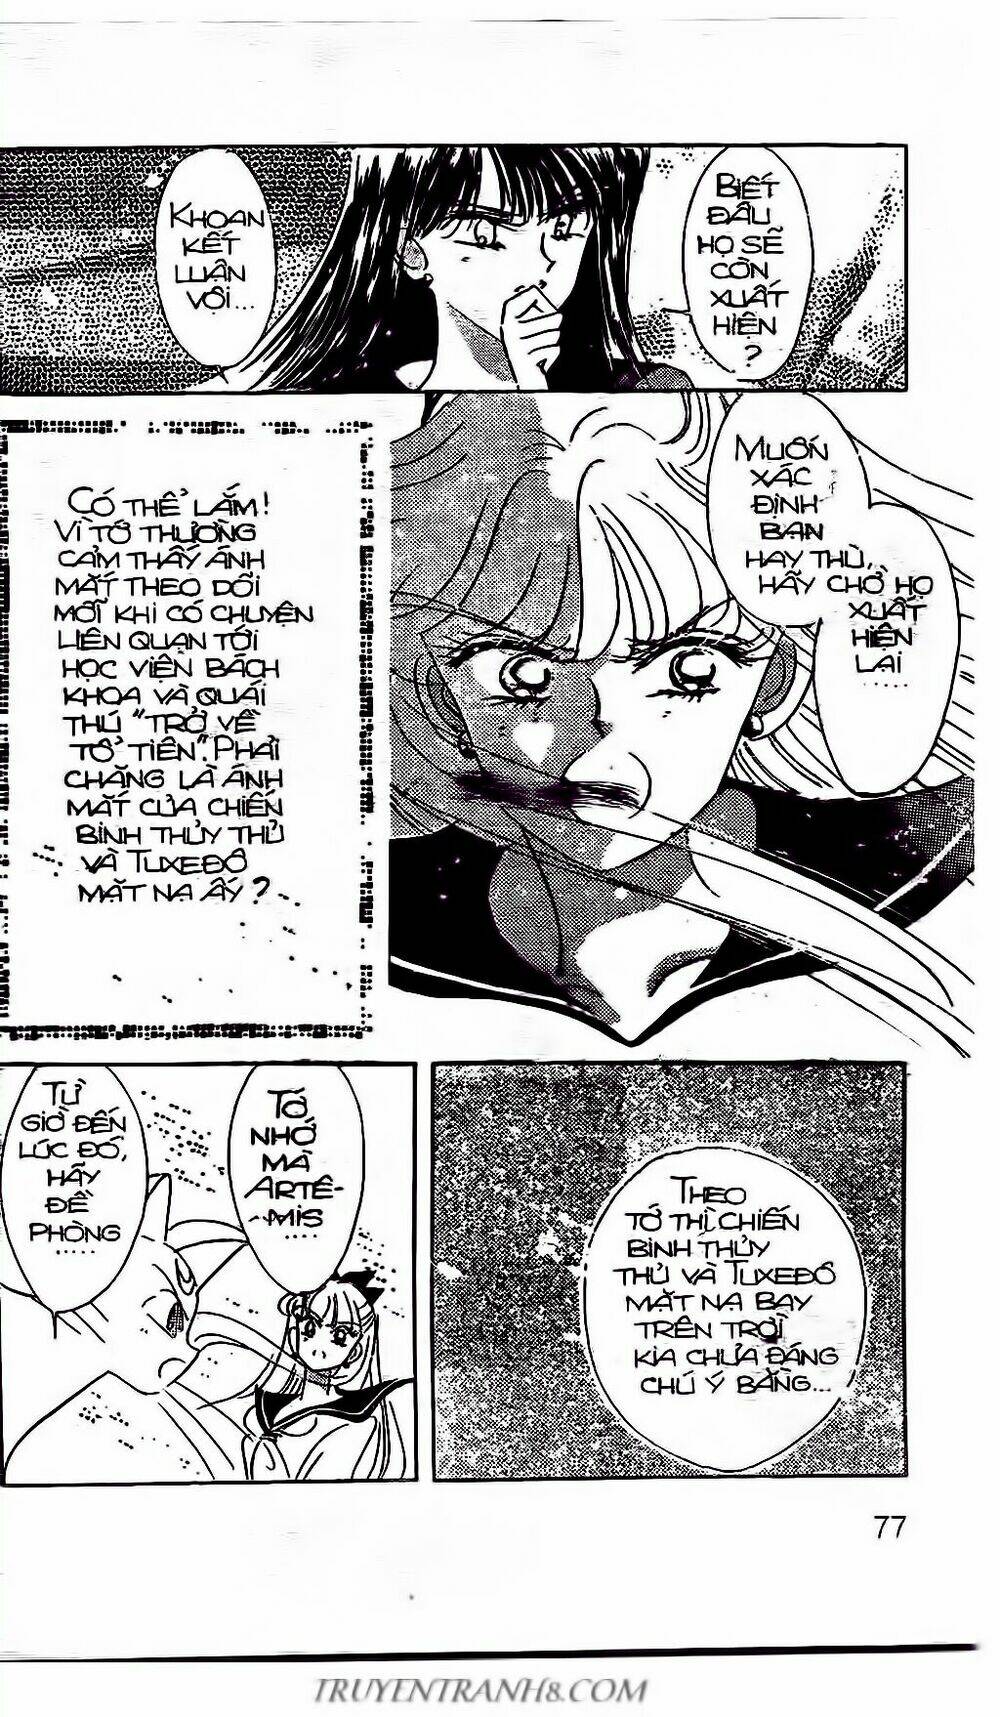 BIẾT
ĐÂU
HỌ SẼ
CÒN
XUẤT
HIỆN
?
KHOAN
KẾT
LUẬN
VỘI...
MUỐN
XÁC
ĐỊNH
BẠN
HAY THÙ,
HÃY CHỜ HỌ
XUẤT
HIỆN
LẠI
......
CÓ THỂ LẮM!
VÌ TỚ THƯỜNG
CẢM THẤY ÁNH
MẮT THEO DÕI
MỖI KHI CÓ CHUYỆN
LIÊN QUAN TỚI
HỌC VIỆN BÁCH
KHOA VÀ QUÁI
THÚ "TRỞ VỀ
TỔ TIÊN". PHẢI
CHĂNG LÀ ÁNH
MẮT CỦA CHIẾN
BINH THỦY THỦ
VÀ TUXEĐÔ
MẶT NẠ ẤY?
THEO
TỚ THÌ, CHIẾN
BINH THỦY
THỦ VÀ TUXEĐÔ
MẶT NẠ BAY
TRÊN TRỜI
KIA CHƯA ĐÁNG
CHÚ Ý BẰNG...
TỚ
NHỚ
MÀ
ARTÊ-
MIS
.....
TỪ
GIỜ ĐẾN
LÚC ĐÓ,
HÃY
ĐỀ
PHÒNG
.....
77
TRUYENTRANH8.COM